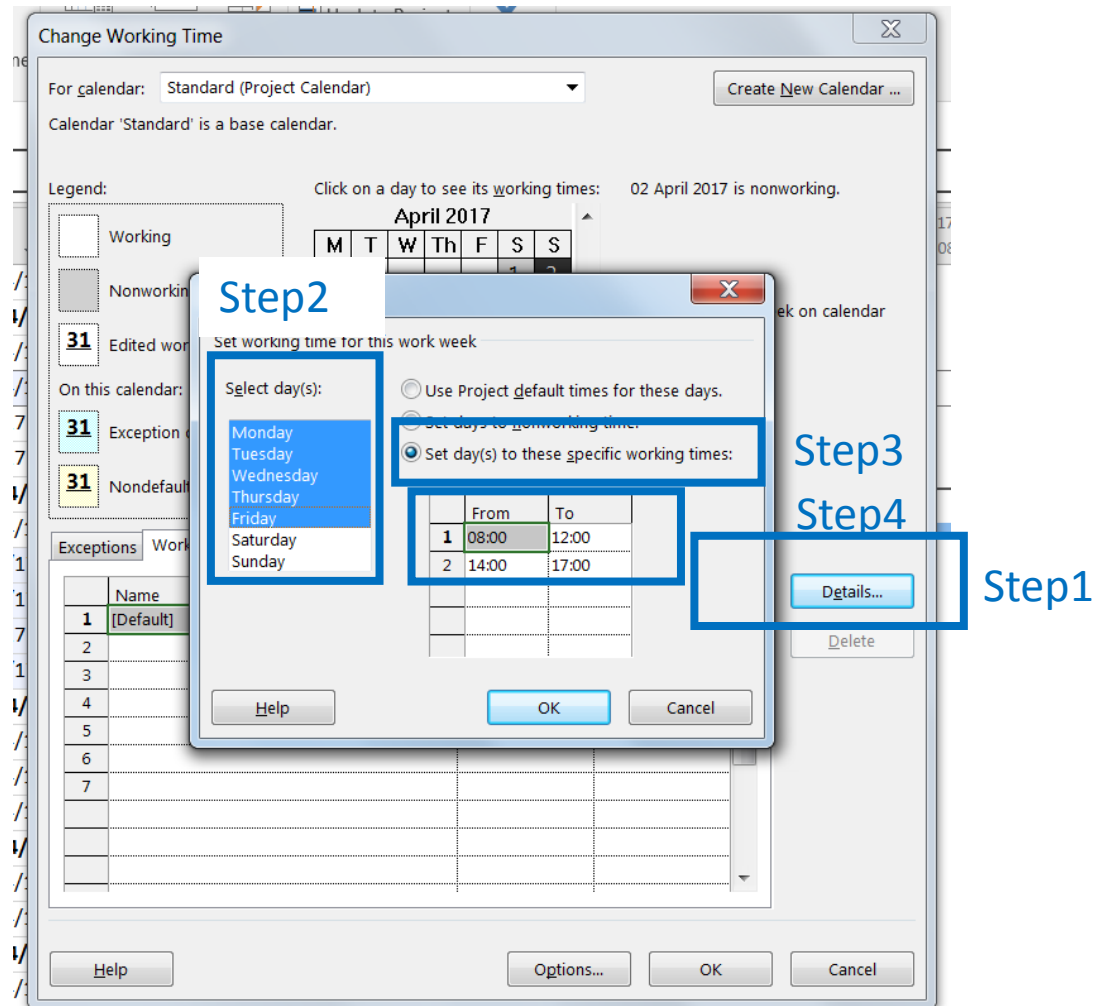 Change Working Time
For calendar: Standard (Project Calendar) Create New Calendar ...
Calendar 'Standard' is a base calendar.
Legend: Click on a day to see its working times: 02 April 2017 is nonworking.
April 2017
Working M T W Th F S S
Step2
ek on calendar
31 Edited wor
Set working time for this work week
On this calendar:
Select day(s): Use Project default times for these days.
31 Exception
Monday
Tuesday
Wednesday
Thursday
Friday
Saturday
Sunday
Set day(s) to these specific working times: Step3
31 Nondefault
Step4
From To
1 08:00 12:00
2 14:00 17:00
Exceptions Work
Details... Step1
Name
1 [Default]
Delete
2
3
4
5
6
7
Help OK Cancel
Help Options... OK Cancel